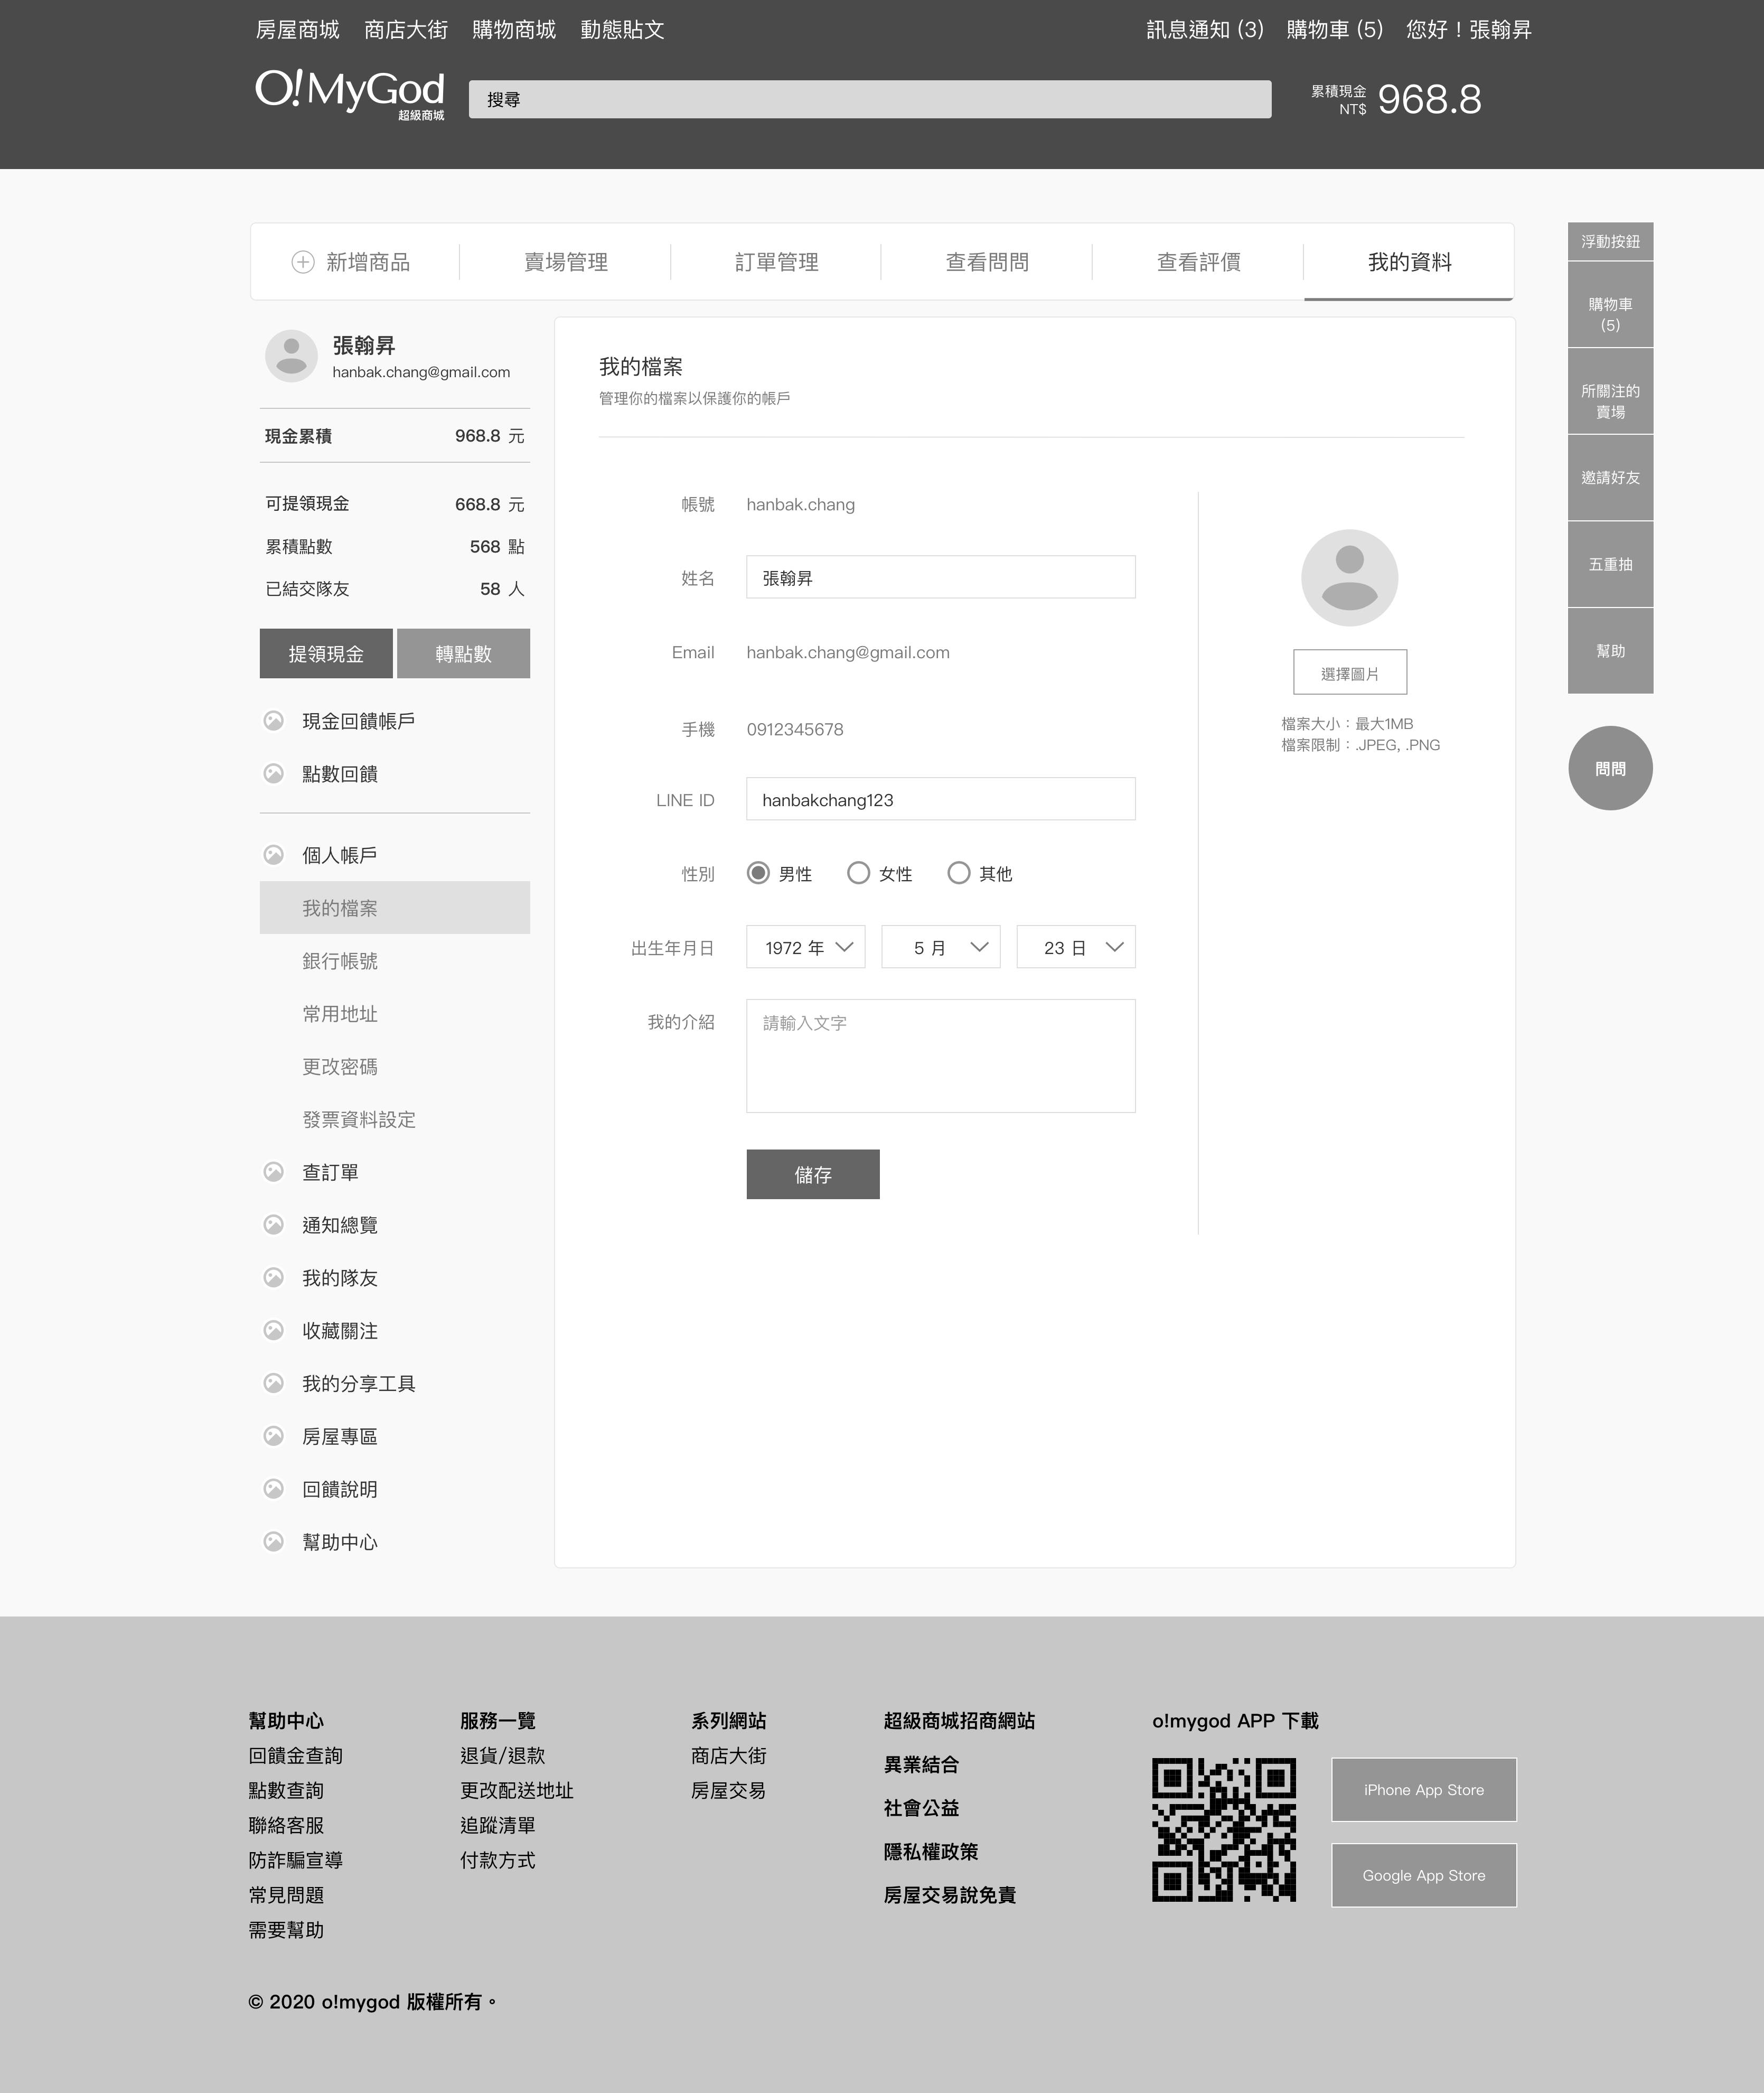 房屋商城 商店大街 購物商城 動態貼文 訊息通知 (3) 購物車 (5) 您好！張翰昇
O!MyGod
超級商城
搜尋
累積現金
NT$ 968.8
新增商品 賣場管理 訂單管理 查看問問 查看評價 我的資料
張翰昇
hanbak.chang@gmail.com
現金累積 968.8 元
可提領現金 668.8 元
累積點數 568 點
已結交隊友 58 人
提領現金 轉點數
現金回饋帳戶
點數回饋
個人帳戶
我的檔案
銀行帳號
常用地址
更改密碼
發票資料設定
查訂單
通知總覽
我的隊友
收藏關注
我的分享工具
房屋專區
回饋說明
幫助中心
我的檔案
管理你的檔案以保護你的帳戶
帳號 hanbak.chang
姓名 張翰昇
Email hanbak.chang@gmail.com
手機 0912345678
LINE ID hanbakchang123
性別 男性 女性 其他
出生年月日 1972 年 5 月 23 日
我的介紹 請輸入文字
儲存
選擇圖片
檔案大小：最大1MB
檔案限制：.JPEG, .PNG
浮動按鈕
購物車
(5)
所關注的
賣場
邀請好友
五重抽
幫助
問問
幫助中心
回饋金查詢
點數查詢
聯絡客服
防詐騙宣導
常見問題
需要幫助
服務一覽
退貨/退款
更改配送地址
追蹤清單
付款方式
系列網站
商店大街
房屋交易
超級商城招商網站
異業結合
社會公益
隱私權政策
房屋交易說免責
o!mygod APP 下載
iPhone App Store
Google App Store
© 2020 o!mygod 版權所有。